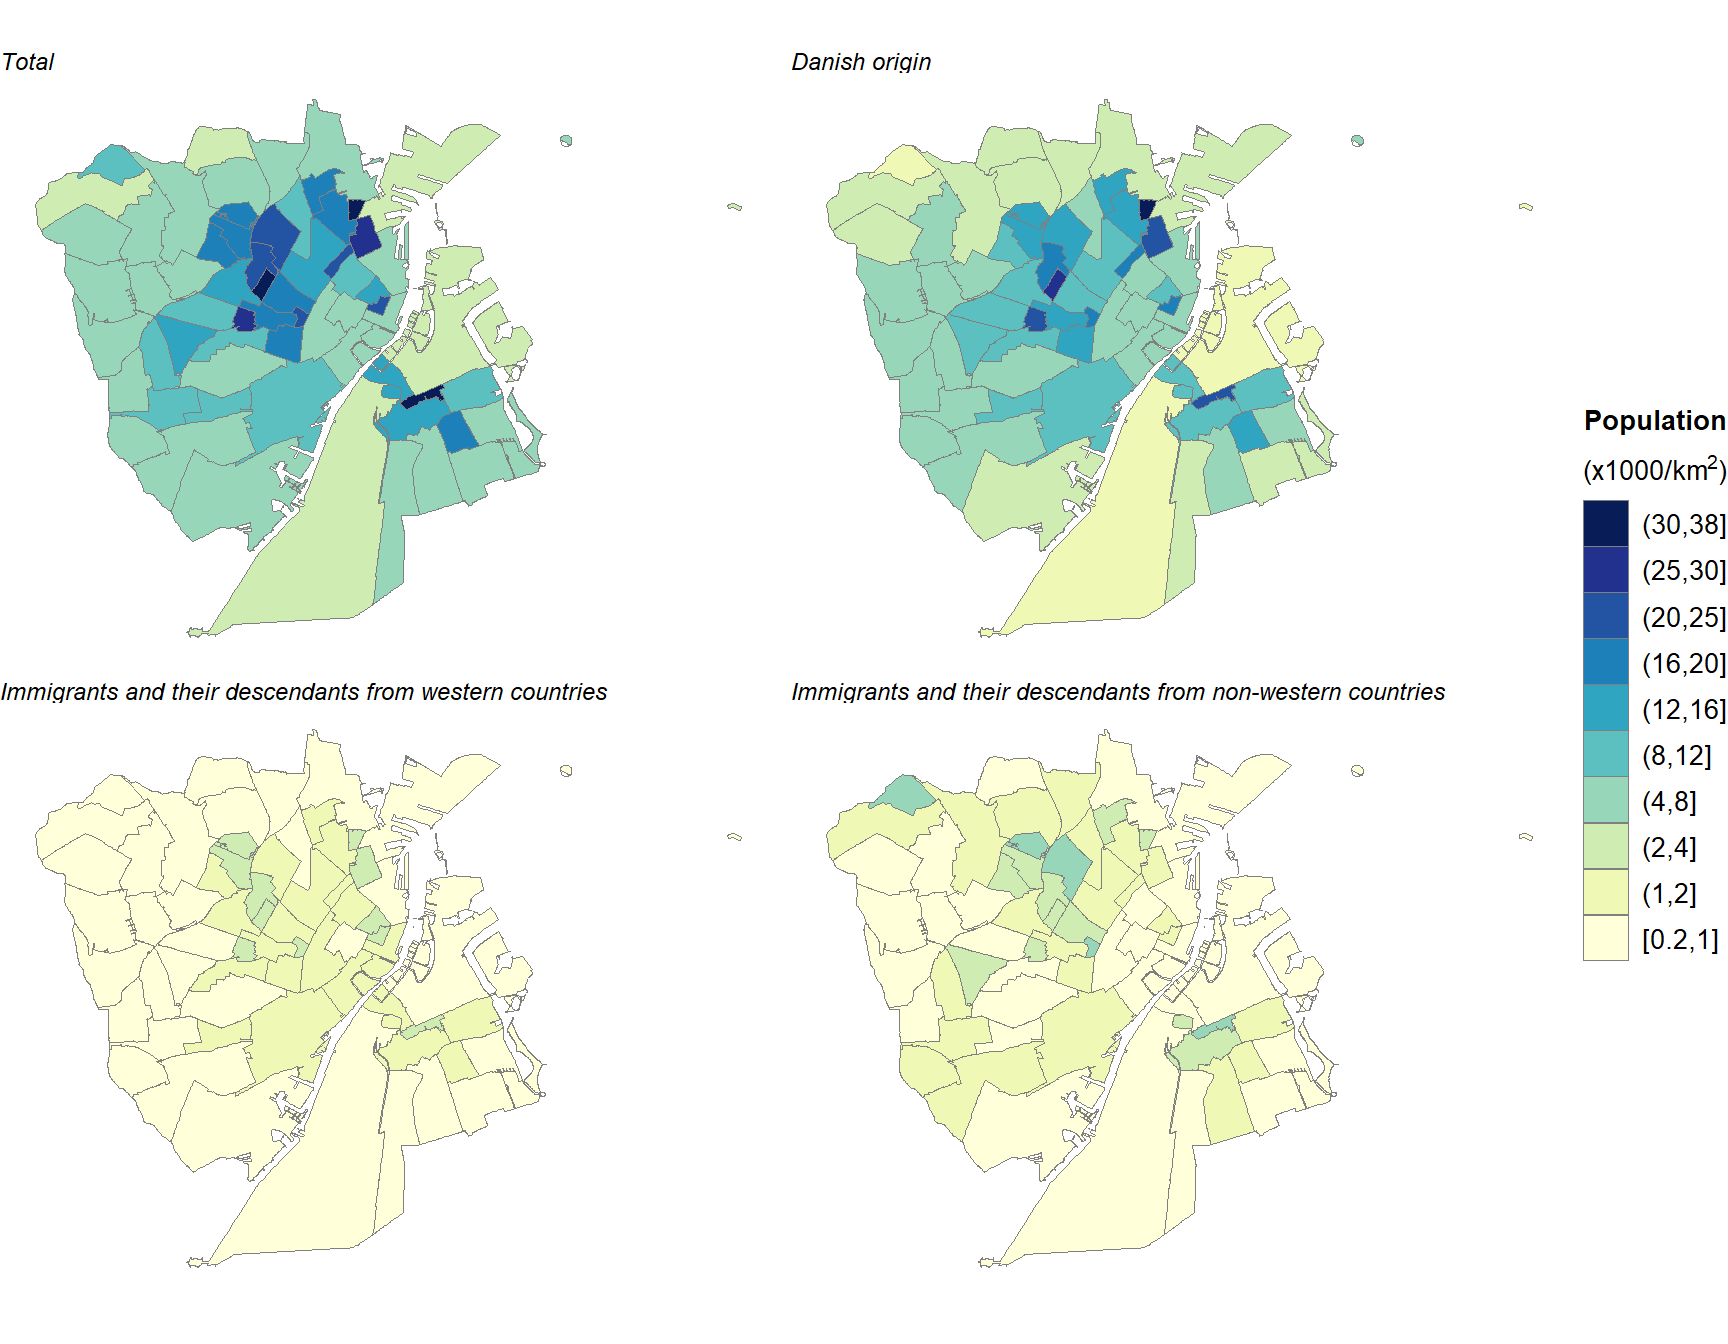 Total
Danish origin
Immigrants and their descendants from western countries
Immigrants and their descendants from non-western countries
Population
(x1000/km²)
(30,38]
(25,30]
(20,25]
(16,20]
(12,16]
(8,12]
(4,8]
(2,4]
(1,2]
[0.2,1]